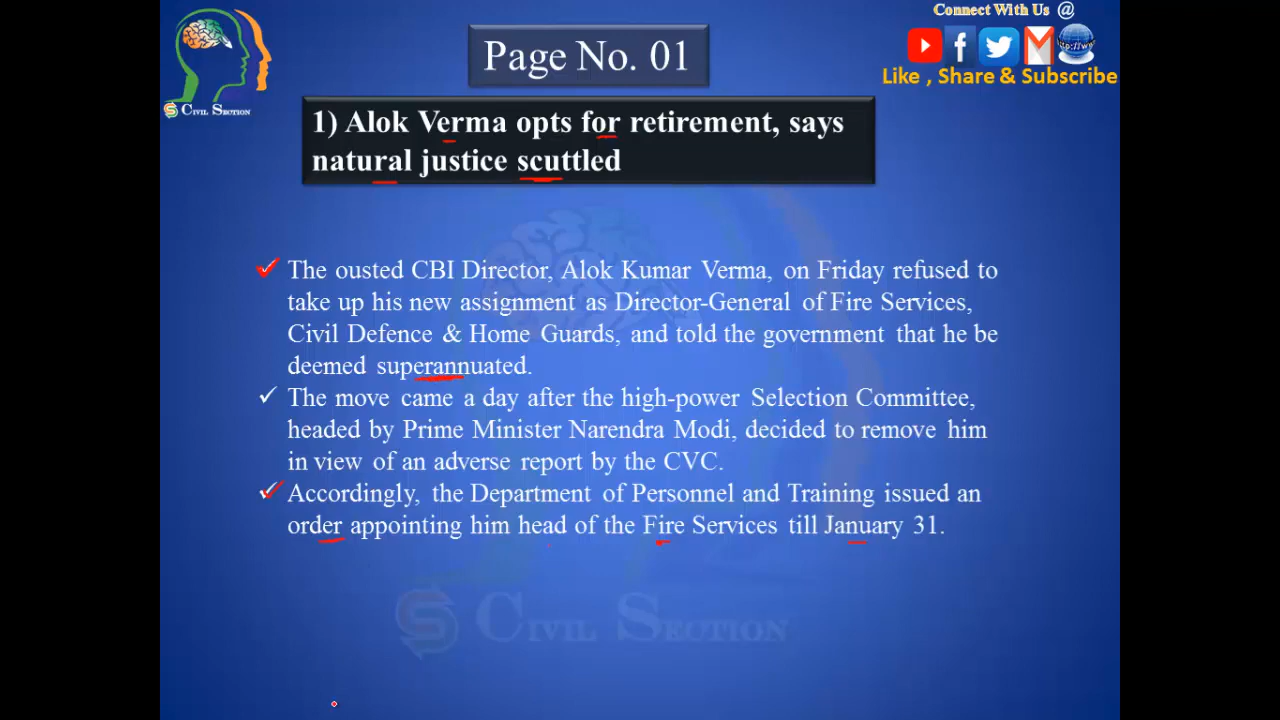 Connect With Us @
Page No. 01
http://www
Like , Share & Subscribe
CIVIL SECTION
1) Alok Verma opts for retirement, says
natural justice scuttled
The ousted CBI Director, Alok Kumar Verma, on Friday refused to
take up his new assignment as Director-General of Fire Services,
Civil Defence & Home Guards, and told the government that he be
deemed superannuated.
The move came a day after the high-power Selection Committee,
headed by Prime Minister Narendra Modi, decided to remove him
in view of an adverse report by the CVC.
Accordingly, the Department of Personnel and Training issued an
order appointing him head of the Fire Services till January 31.
CIVIL SECTION